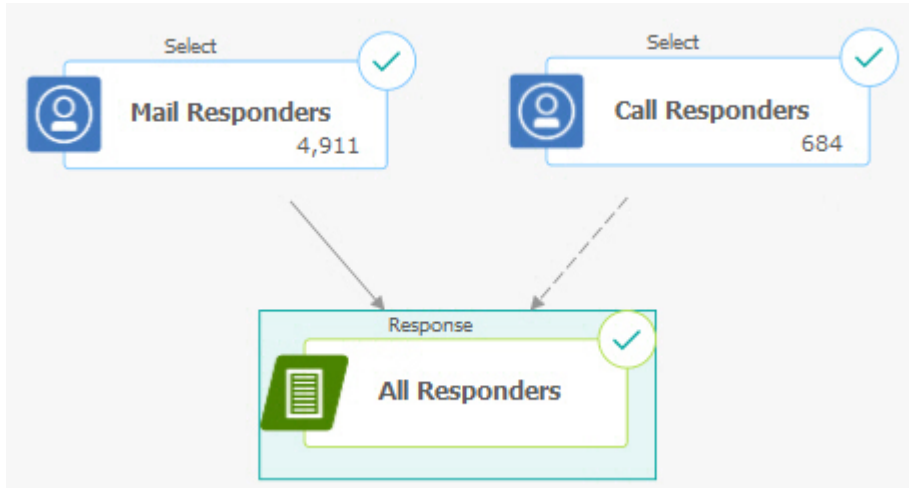 Select
Mail Responders
4,911
Select
Call Responders
684
Response
All Responders